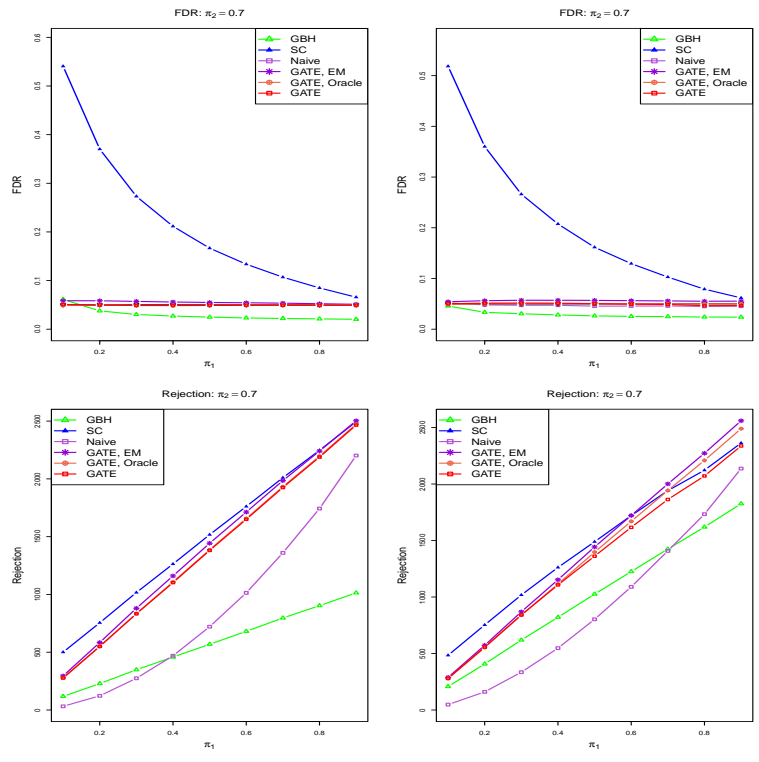 FDR: π₂ = 0.7
GBH
SC
Naive
GATE, EM
GATE, Oracle
GATE
FDR
0.0 0.1 0.2 0.3 0.4 0.5 0.6
0.2 0.4 0.6 0.8
π₁
FDR: π₂ = 0.7
GBH
SC
Naive
GATE, EM
GATE, Oracle
GATE
FDR
0.0 0.1 0.2 0.3 0.4 0.5
0.2 0.4 0.6 0.8
π₁
Rejection: π₂ = 0.7
GBH
SC
Naive
GATE, EM
GATE, Oracle
GATE
Rejection
0 500 1000 1500 2000 2500
0.2 0.4 0.6 0.8
π₁
Rejection: π₂ = 0.7
GBH
SC
Naive
GATE, EM
GATE, Oracle
GATE
Rejection
0 500 1000 1500 2000 2500
0.2 0.4 0.6 0.8
π₁